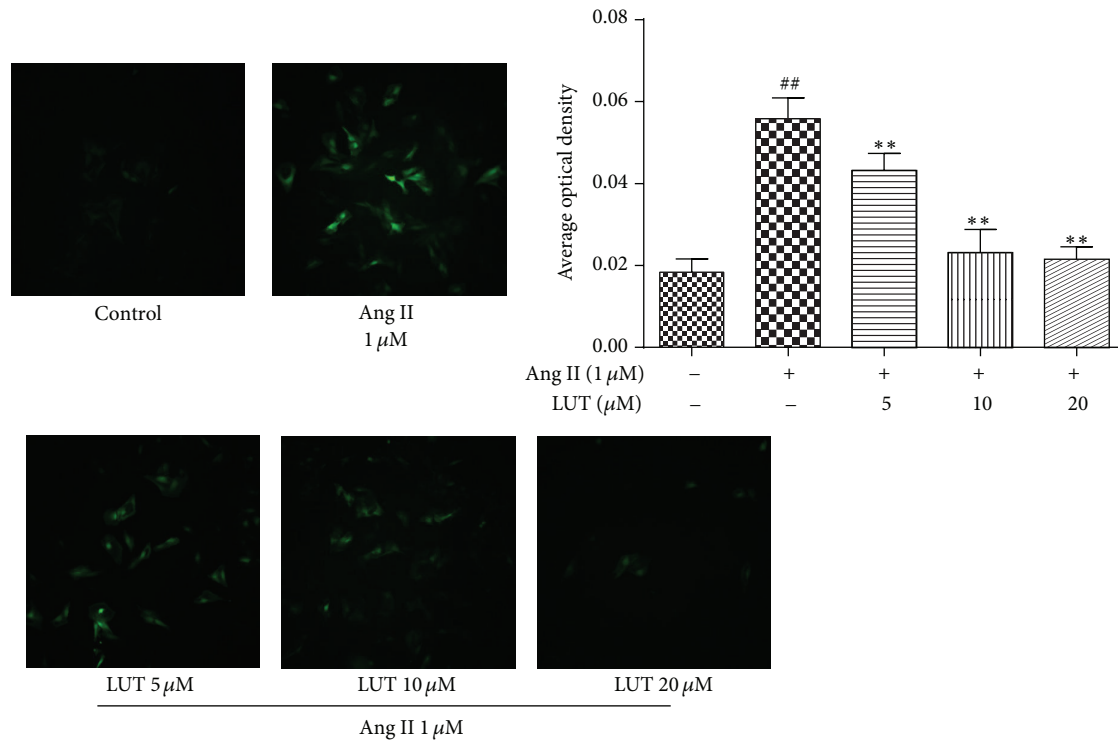 Control
Ang II
1 μM
Average optical density
0.08
0.06
0.04
0.02
0.00
##
**
**
**
Ang II (1 μM) – + + + +
LUT (μM) – – 5 10 20
LUT 5 μM
LUT 10 μM
LUT 20 μM
Ang II 1 μM